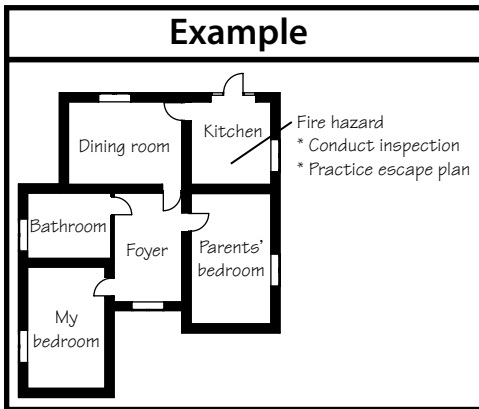 Example
Kitchen
Fire hazard
* Conduct inspection
* Practice escape plan
Dining room
Bathroom
Foyer
Parents'
bedroom
My
bedroom